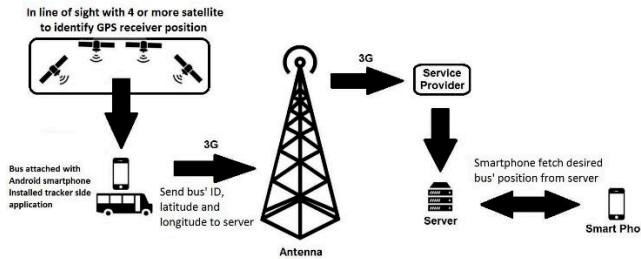 In line of sight with 4 or more satellite
to identify GPS receiver position
3G
Service
Provider
Bus attached with
Android smartphone
Installed tracker side
application
3G
Send bus' ID,
latitude and
longitude to server
Smartphone fetch desired
bus' position from server
Server
Smart Pho
Antenna